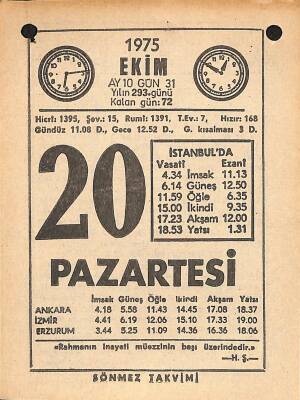 1975
EKİM
AY 10 GÜN 31
Yılın 293.günü
Kalan gün: 72
Hicri: 1395, Şev.: 15, Rumî: 1391, T.Ev.: 7, Hızır: 168
Gündüz 11.08 D., Gece 12.52 D., G. kısalması 3 D.
20
İSTANBUL'DA
Vasatî Ezanî
4.34 İmsak 11.13
6.14 Güneş 12.50
11.59 Öğle 6.35
15.00 İkindi 9.35
17.23 Akşam 12.00
18.53 Yatsı 1.31
PAZARTESİ
İmsak Güneş Öğle İkindi Akşam Yatsı
ANKARA 4.18 5.58 11.43 14.45 17.08 18.37
İZMİR 4.41 6.19 12.06 15.10 17.33 19.00
ERZURUM 3.44 5.25 11.09 14.36 16.36 18.06
«Rahmanın inayeti müezzinin başı üzerindedir.»
—H. Ş.—
SÖNMEZ TAKVİMİ